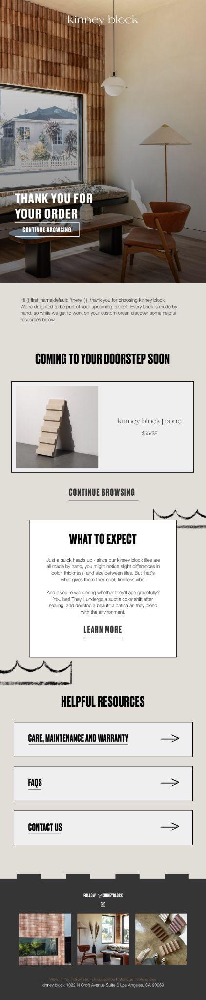 kinney block
THANK YOU FOR
YOUR ORDER
CONTINUE BROWSING
Hi {{ first_name|default: 'there' }}, thank you for choosing kinney block.
We're delighted to be part of your upcoming project. Every brick is made by
hand, so while we get to work on your custom order, discover some helpful
resources below.
COMING TO YOUR DOORSTEP SOON
kinney block | bone
$55/SF
CONTINUE BROWSING
WHAT TO EXPECT
Just a quick heads up - since our kinney block tiles are
all made by hand, you might notice slight differences in
color, thickness, and size between tiles. But that's
what gives them their cool, timeless vibe.
And if you're wondering whether they'll age gracefully?
You bet! They'll undergo a subtle color shift after
sealing, and develop a beautiful patina as they blend
with the environment.
LEARN MORE
HELPFUL RESOURCES
CARE, MAINTENANCE AND WARRANTY
FAQS
CONTACT US
FOLLOW @KINNEYBLOCK
View in Your Browser | Unsubscribe | Manage Preferences
kinney block 1022 N Croft Avenue Suite 6 Los Angeles, CA 90069